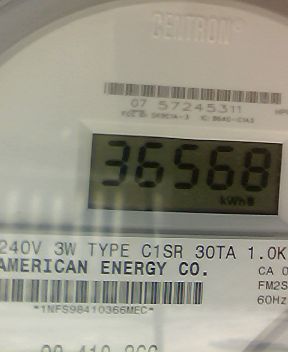 CENTRON®
07 57245311
36568
kWh
240V 3W TYPE C1SR 30TA 1.0K
AMERICAN ENERGY CO.
CA 0
FM2S
60Hz
*1NFS98410366MEC*